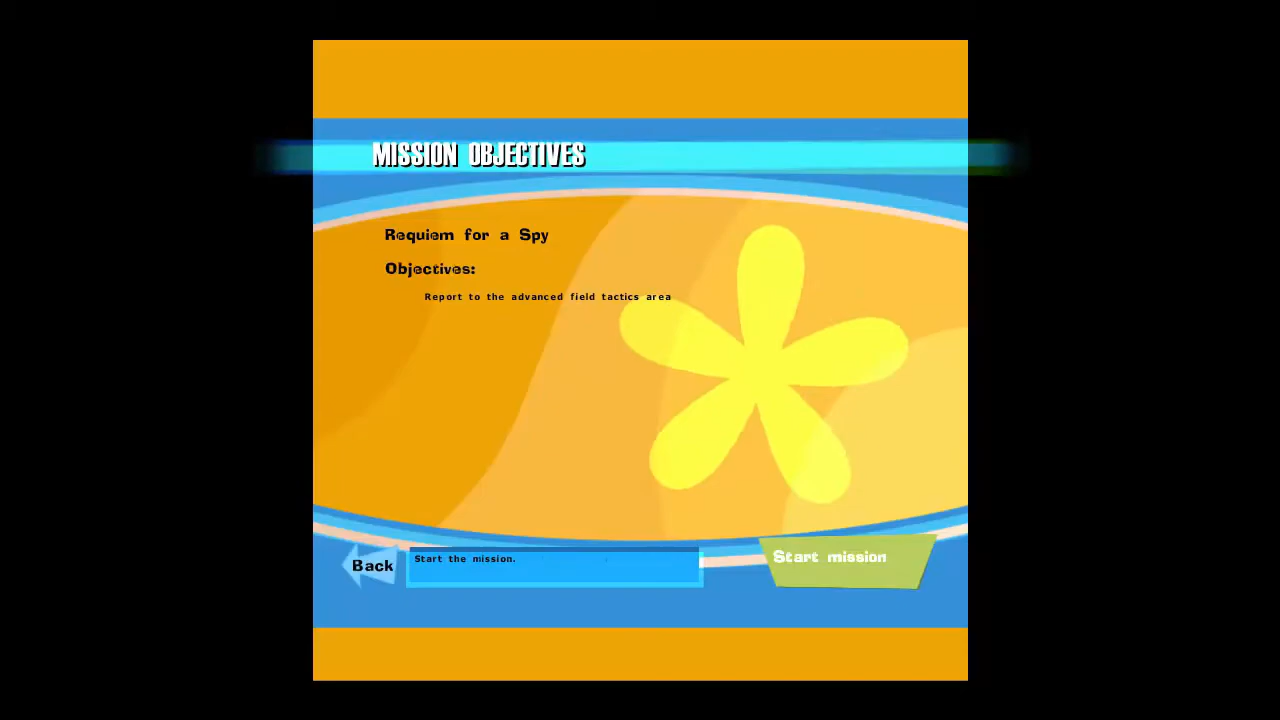 MISSION OBJECTIVES
Requiem for a Spy
Objectives:
Report to the advanced field tactics area
Back
Start the mission.
Start mission